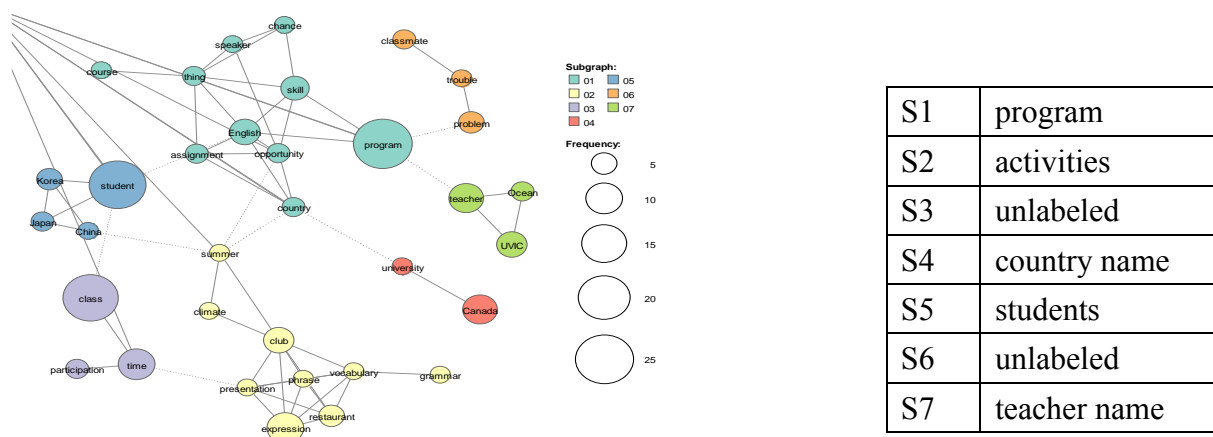 chance
speaker
classmate
course
thing
trouble
skill
problem
English
program
assignment
opportunity
Korea
student
teacher
Ocean
Japan
China
country
UVIC
summer
university
class
climate
Canada
club
participation
time
phrase
vocabulary
grammar
presentation
restaurant
expression
Subgraph:
01 05
02 06
03 07
04
Frequency:
5
10
15
20
25
S1 program
S2 activities
S3 unlabeled
S4 country name
S5 students
S6 unlabeled
S7 teacher name